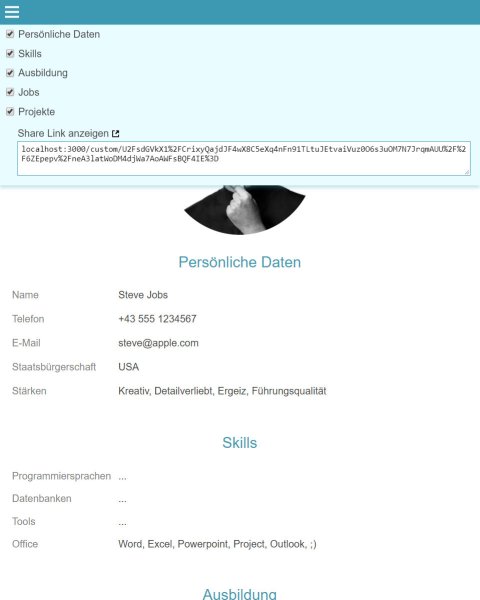 Persönliche Daten
Skills
Ausbildung
Jobs
Projekte
Share Link anzeigen
localhost:3000/custom/U2FsdGVkX1%2FCrixyQajdJF4wX8C5eXq4nFn91TLtuJEtvaiVuz0O6s3uOM7N7JrqmAUU%2F%2
F6ZEpepv%2FneA3latWoDM4djWa7AoAWFsBQF4IE%3D
Persönliche Daten
Name Steve Jobs
Telefon +43 555 1234567
E-Mail steve@apple.com
Staatsbürgerschaft USA
Stärken Kreativ, Detailverliebt, Ergeiz, Führungsqualität
Skills
Programmiersprachen ...
Datenbanken ...
Tools ...
Office Word, Excel, Powerpoint, Project, Outlook, ;)
Ausbildung